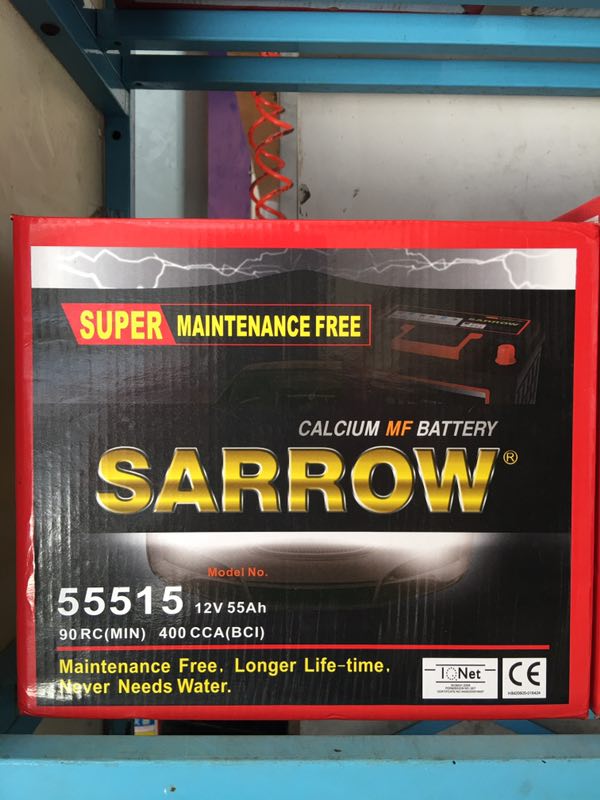 SUPER MAINTENANCE FREE
SARROW
CALCIUM MF BATTERY
SARROW®
Model No.
55515 12V 55Ah
90 RC(MIN) 400 CCA(BCI)
Maintenance Free, Longer Life-time,
Never Needs Water.
IQNet
CE